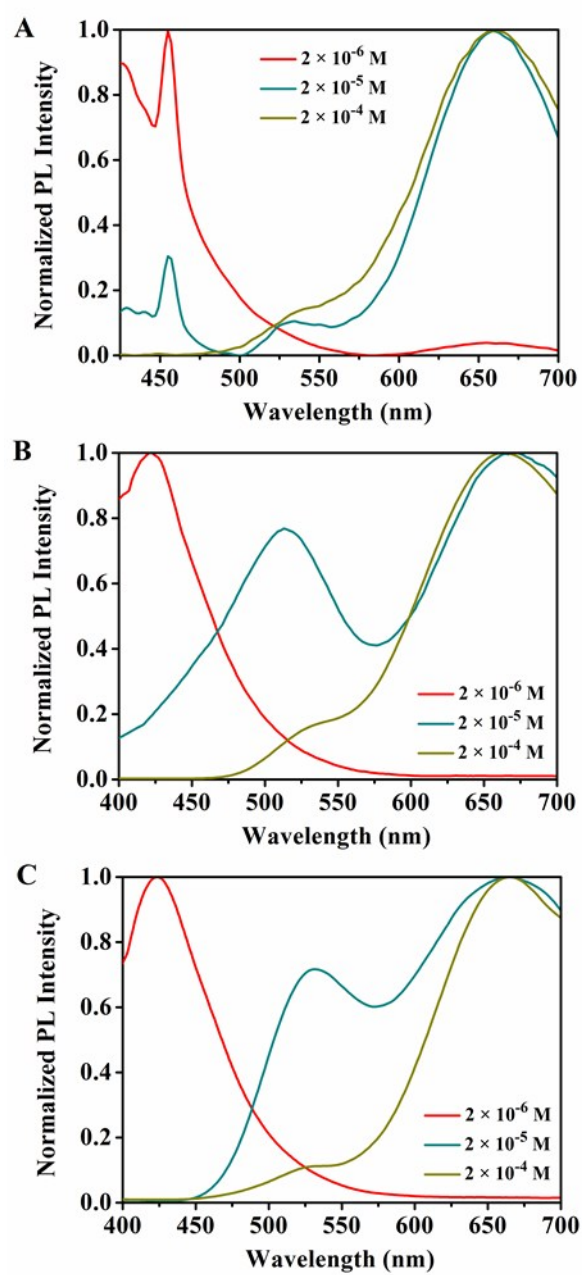 A
1.0
0.8
0.6
0.4
0.2
0.0
Normalized PL Intensity
2 × 10⁻⁶ M
2 × 10⁻⁵ M
2 × 10⁻⁴ M
450 500 550 600 650 700
Wavelength (nm)
B
1.0
0.8
0.6
0.4
0.2
0.0
Normalized PL Intensity
2 × 10⁻⁶ M
2 × 10⁻⁵ M
2 × 10⁻⁴ M
400 450 500 550 600 650 700
Wavelength (nm)
C
1.0
0.8
0.6
0.4
0.2
0.0
Normalized PL Intensity
2 × 10⁻⁶ M
2 × 10⁻⁵ M
2 × 10⁻⁴ M
400 450 500 550 600 650 700
Wavelength (nm)